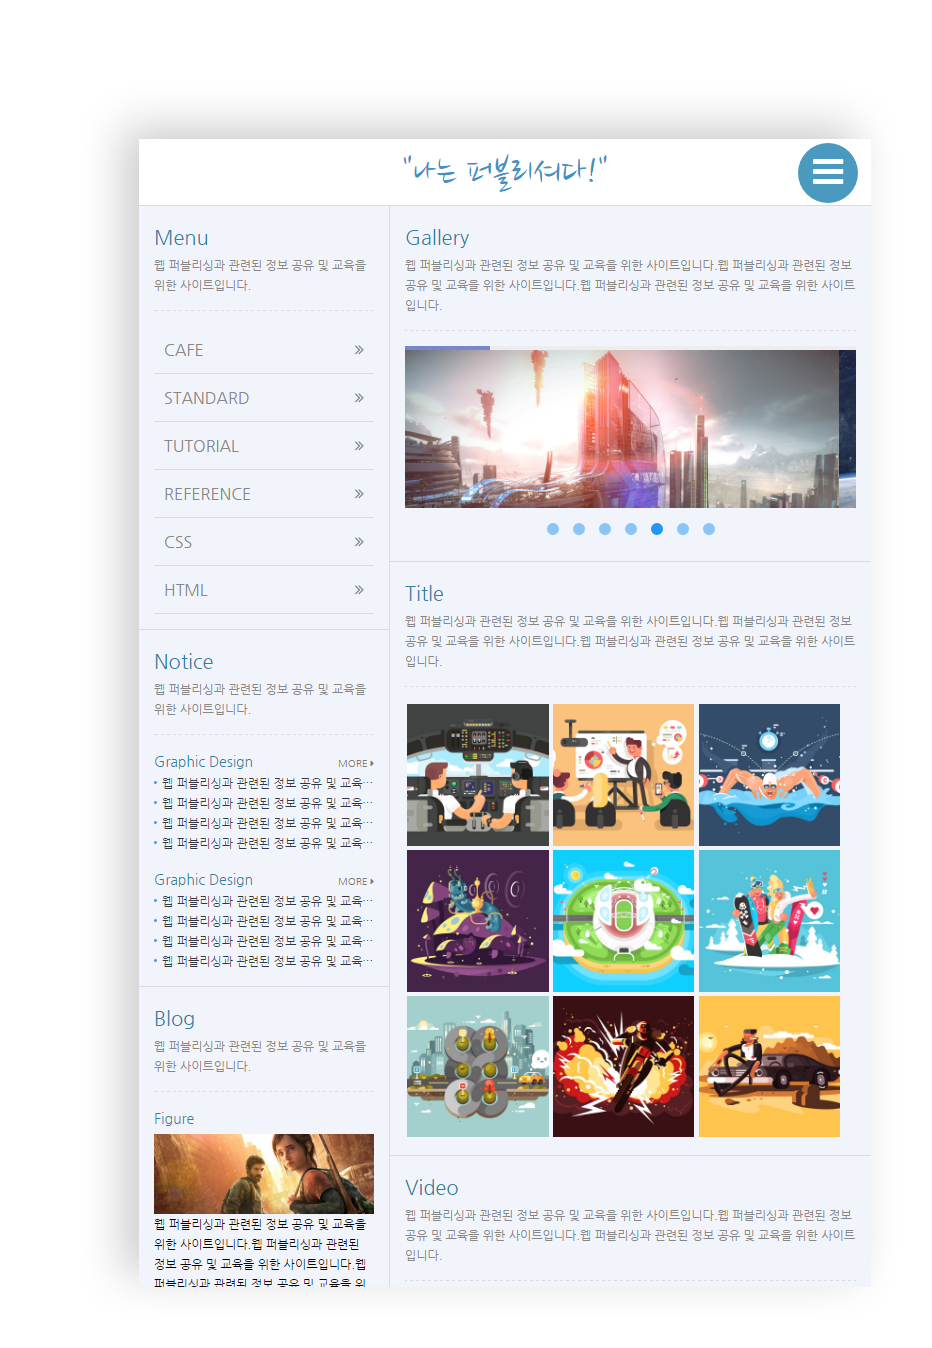 "나는 퍼블리셔다!"
Menu
웹 퍼블리싱과 관련된 정보 공유 및 교육을
위한 사이트입니다.
CAFE
STANDARD
TUTORIAL
REFERENCE
CSS
HTML
Notice
웹 퍼블리싱과 관련된 정보 공유 및 교육을
위한 사이트입니다.
Graphic Design MORE
웹 퍼블리싱과 관련된 정보 공유 및 교육…
웹 퍼블리싱과 관련된 정보 공유 및 교육…
웹 퍼블리싱과 관련된 정보 공유 및 교육…
웹 퍼블리싱과 관련된 정보 공유 및 교육…
Graphic Design MORE
웹 퍼블리싱과 관련된 정보 공유 및 교육…
웹 퍼블리싱과 관련된 정보 공유 및 교육…
웹 퍼블리싱과 관련된 정보 공유 및 교육…
웹 퍼블리싱과 관련된 정보 공유 및 교육…
Blog
웹 퍼블리싱과 관련된 정보 공유 및 교육을
위한 사이트입니다.
Figure
웹 퍼블리싱과 관련된 정보 공유 및 교육을
위한 사이트입니다.웹 퍼블리싱과 관련된
정보 공유 및 교육을 위한 사이트입니다.웹
퍼블리싱과 관련된 정보 공유 및 교육을 위
Gallery
웹 퍼블리싱과 관련된 정보 공유 및 교육을 위한 사이트입니다.웹 퍼블리싱과 관련된 정보
공유 및 교육을 위한 사이트입니다.웹 퍼블리싱과 관련된 정보 공유 및 교육을 위한 사이트
입니다.
Title
웹 퍼블리싱과 관련된 정보 공유 및 교육을 위한 사이트입니다.웹 퍼블리싱과 관련된 정보
공유 및 교육을 위한 사이트입니다.웹 퍼블리싱과 관련된 정보 공유 및 교육을 위한 사이트
입니다.
Video
웹 퍼블리싱과 관련된 정보 공유 및 교육을 위한 사이트입니다.웹 퍼블리싱과 관련된 정보
공유 및 교육을 위한 사이트입니다.웹 퍼블리싱과 관련된 정보 공유 및 교육을 위한 사이트
입니다.